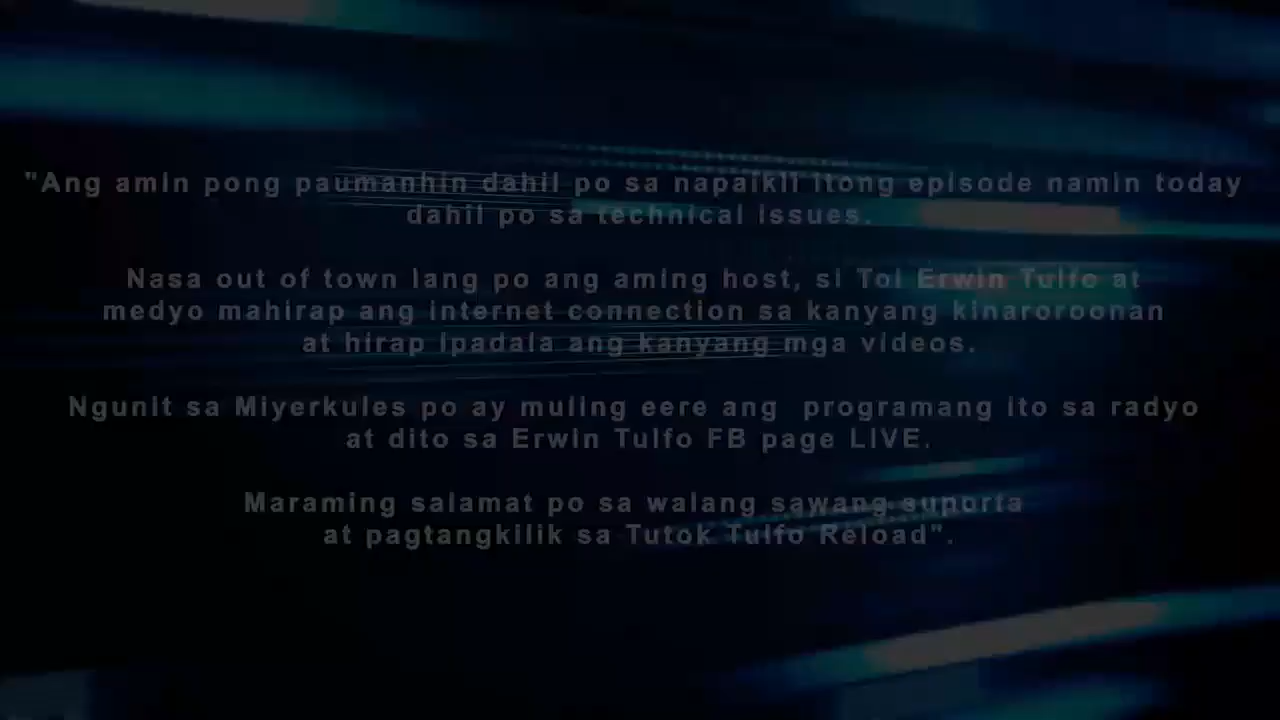 "Ang amin pong paumanhin dahil po sa napaikli itong episode namin today
dahil po sa technical issues.
Nasa out of town lang po ang aming host, si Tol Erwin Tulfo at
medyo mahirap ang internet connection sa kanyang kinaroroonan
at hirap ipadala ang kanyang mga videos.
Ngunit sa Miyerkules po ay muling eere ang programang ito sa radyo
at dito sa Erwin Tulfo FB page LIVE.
Maraming salamat po sa walang sawang suporta
at pagtangkilik sa Tutok Tulfo Reload".